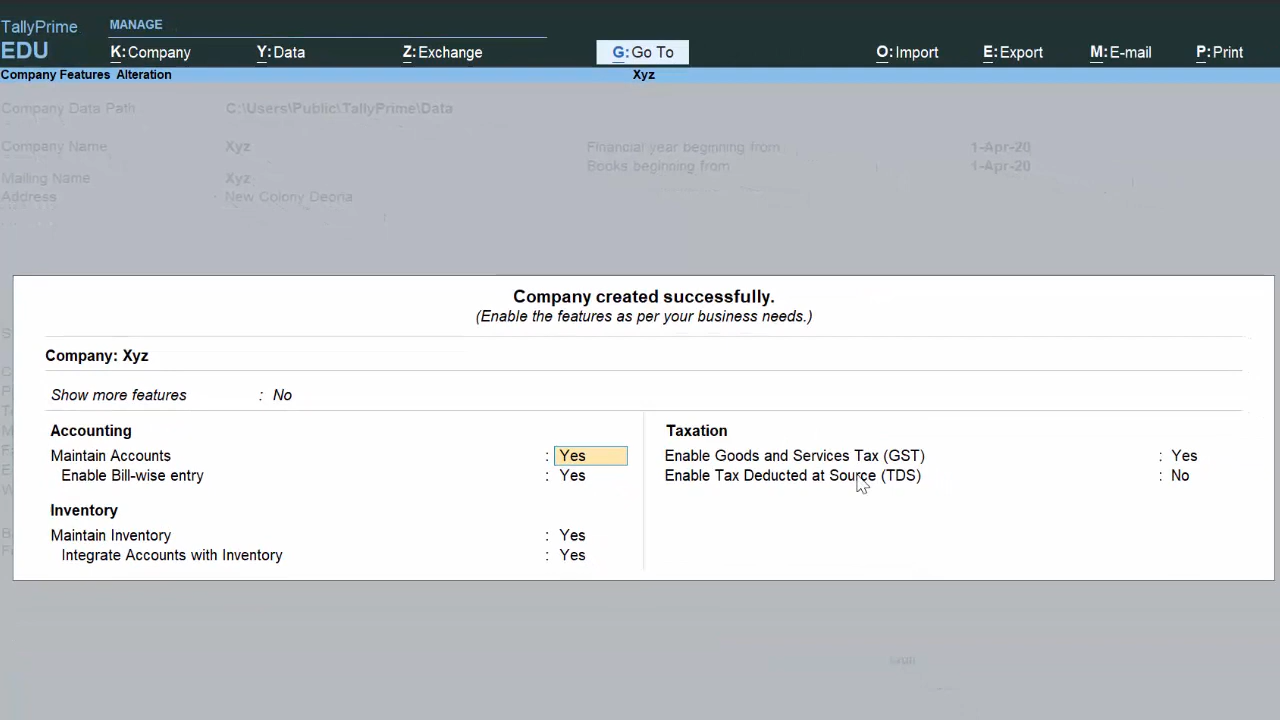 TallyPrime
EDU
MANAGE
K: Company
Y: Data
Z: Exchange
G: Go To
O: Import
E: Export
M: E-mail
P: Print
Company Features Alteration
Xyz
Company Data Path C:\Users\Public\TallyPrime\Data
Company Name Xyz
Financial year beginning from 1-Apr-20
Books beginning from 1-Apr-20
Mailing Name Xyz
Address : New Colony Deoria
Company created successfully.
(Enable the features as per your business needs.)
Company: Xyz
Show more features : No
Accounting
Maintain Accounts : Yes
Enable Bill-wise entry : Yes
Inventory
Maintain Inventory : Yes
Integrate Accounts with Inventory : Yes
Taxation
Enable Goods and Services Tax (GST) : Yes
Enable Tax Deducted at Source (TDS) : No